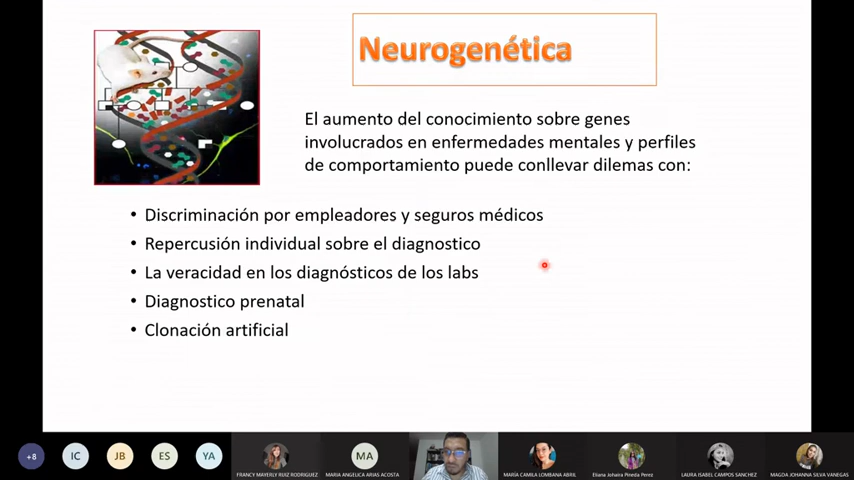 Neurogenética
El aumento del conocimiento sobre genes
involucrados en enfermedades mentales y perfiles
de comportamiento puede conllevar dilemas con:
• Discriminación por empleadores y seguros médicos
• Repercusión individual sobre el diagnostico
• La veracidad en los diagnósticos de los labs
• Diagnostico prenatal
• Clonación artificial
+8
IC
JB
ES
YA
MA
FRANCY MAYERLY RUIZ RODRIGUEZ
MARIA ANGELICA ARIAS ACOSTA
MARÍA CAMILA LOMBANA ABRIL
Eliana Johaira Pineda Perez
LAURA ISABEL CAMPOS SANCHEZ
MAGDA JOHANNA SILVA VANEGAS